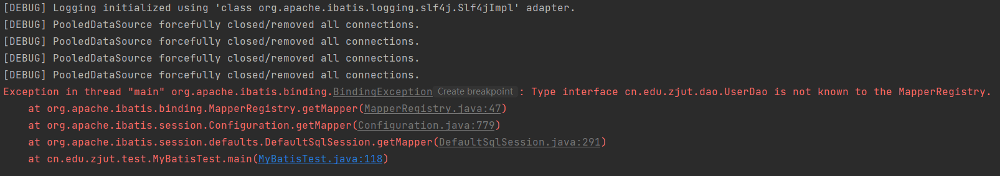 [DEBUG] Logging initialized using 'class org.apache.ibatis.logging.slf4j.Slf4jImpl' adapter.
[DEBUG] PooledDataSource forcefully closed/removed all connections.
[DEBUG] PooledDataSource forcefully closed/removed all connections.
[DEBUG] PooledDataSource forcefully closed/removed all connections.
[DEBUG] PooledDataSource forcefully closed/removed all connections.
Exception in thread "main" org.apache.ibatis.binding.BindingException Create breakpoint : Type interface cn.edu.zjut.dao.UserDao is not known to the MapperRegistry.
    at org.apache.ibatis.binding.MapperRegistry.getMapper(MapperRegistry.java:47)
    at org.apache.ibatis.session.Configuration.getMapper(Configuration.java:779)
    at org.apache.ibatis.session.defaults.DefaultSqlSession.getMapper(DefaultSqlSession.java:291)
    at cn.edu.zjut.test.MyBatisTest.main(MyBatisTest.java:118)